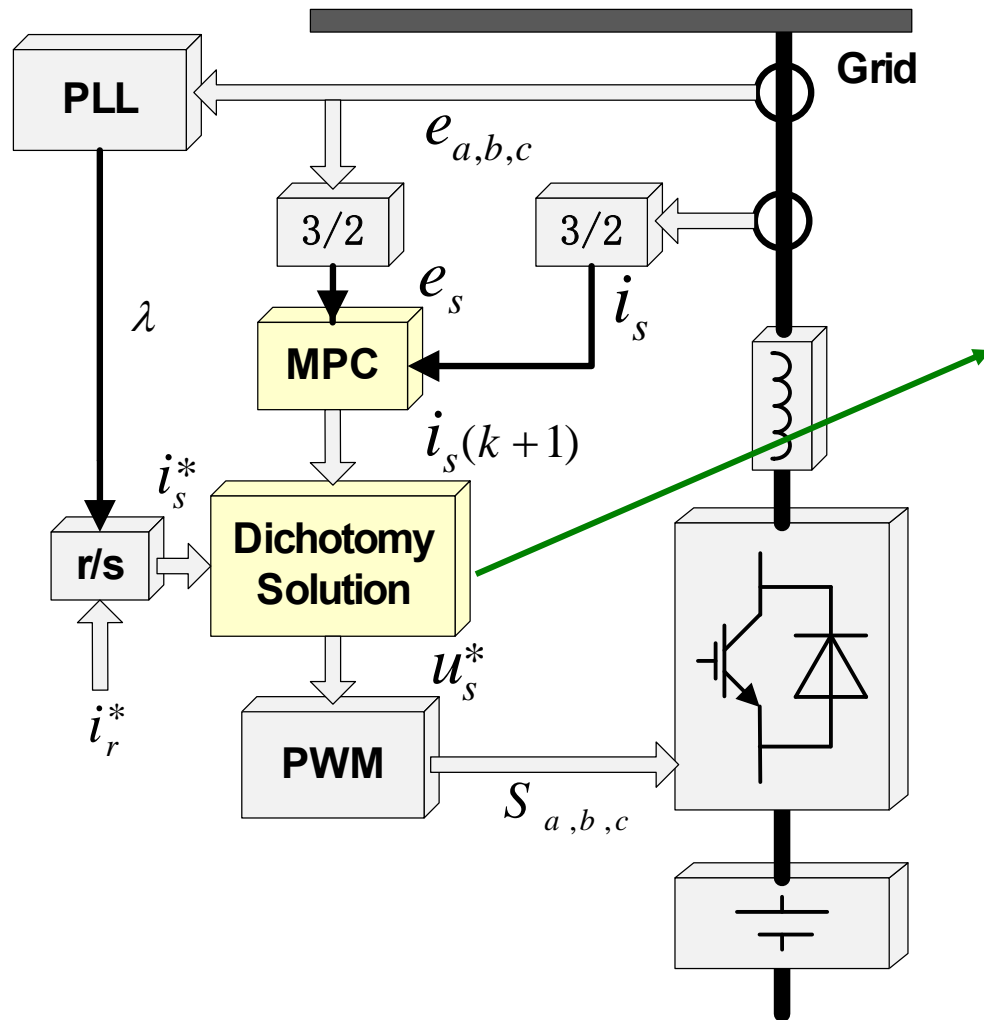 Grid
PLL
e_{a,b,c}
3/2
3/2
e_s
i_s
λ
MPC
i_s(k+1)
i_s^*
r/s
Dichotomy
Solution
u_s^*
i_r^*
PWM
S_{a,b,c}